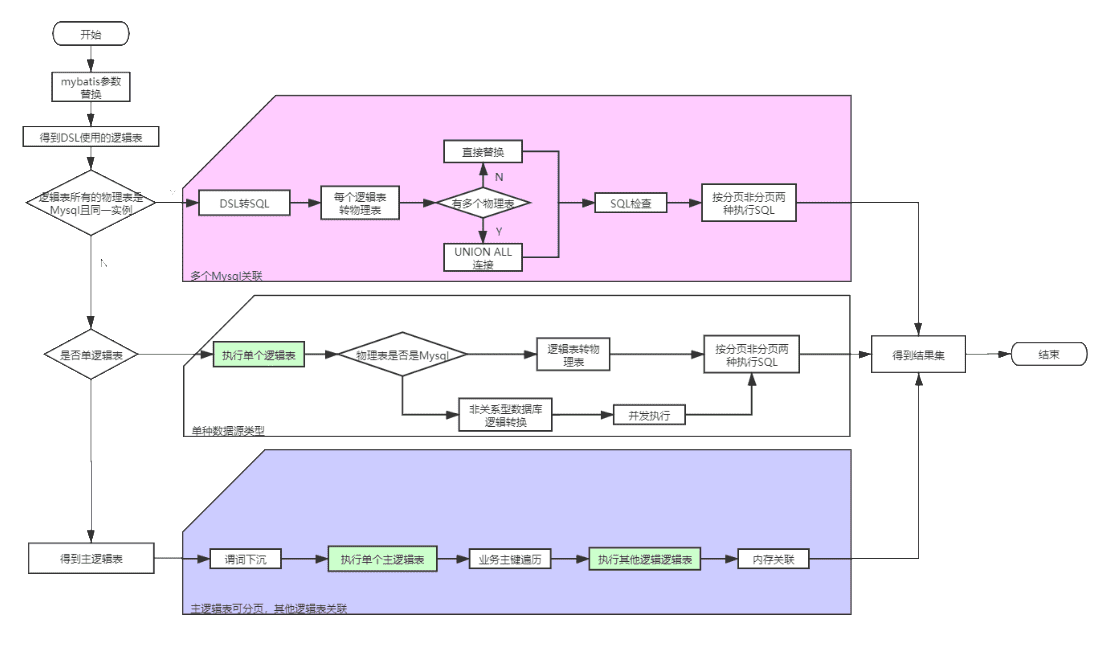 开始
mybatis参数
替换
得到DSL使用的逻辑表
逻辑表所有的物理表是
Mysql且同一实例
DSL转SQL
每个逻辑表
转物理表
有多个物理表
直接替换
N
Y
UNION ALL
连接
SQL检查
按分页非分页两
种执行SQL
多个Mysql关联
是否单逻辑表
执行单个逻辑表
物理表是否是Mysql
逻辑表转物
理表
按分页非分页两
种执行SQL
得到结果集
结束
非关系型数据库
逻辑转换
并发执行
单种数据源类型
得到主逻辑表
谓词下沉
执行单个主逻辑表
业务主键遍历
执行其他逻辑逻辑表
内存关联
主逻辑表可分页、其他逻辑表关联